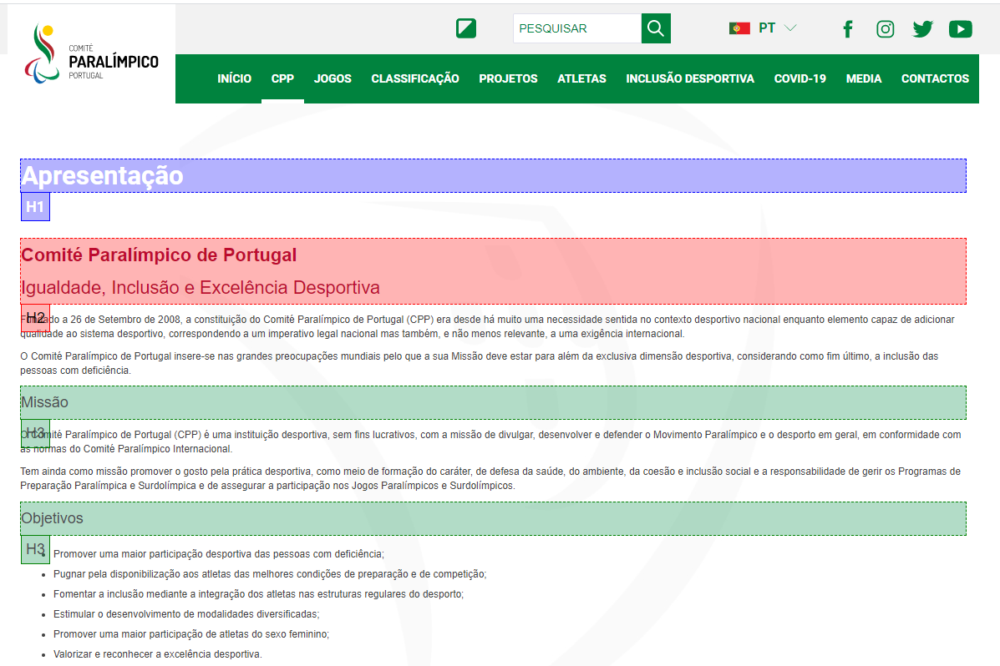 COMITÉ
PARALÍMPICO
PORTUGAL
PESQUISAR
PT
INÍCIO CPP JOGOS CLASSIFICAÇÃO PROJETOS ATLETAS INCLUSÃO DESPORTIVA COVID-19 MEDIA CONTACTOS
Apresentação
H1
Comité Paralímpico de Portugal
Igualdade, Inclusão e Excelência Desportiva
H2
Fundado a 26 de Setembro de 2008, a constituição do Comité Paralímpico de Portugal (CPP) era desde há muito uma necessidade sentida no contexto desportivo nacional enquanto elemento capaz de adicionar
qualidade ao sistema desportivo, correspondendo a um imperativo legal nacional mas também, e não menos relevante, a uma exigência internacional.
O Comité Paralímpico de Portugal insere-se nas grandes preocupações mundiais pelo que a sua Missão deve estar para além da exclusiva dimensão desportiva, considerando como fim último, a inclusão das
pessoas com deficiência.
Missão
H3
O Comité Paralímpico de Portugal (CPP) é uma instituição desportiva, sem fins lucrativos, com a missão de divulgar, desenvolver e defender o Movimento Paralímpico e o desporto em geral, em conformidade com
as normas do Comité Paralímpico Internacional.
Tem ainda como missão promover o gosto pela prática desportiva, como meio de formação do caráter, de defesa da saúde, do ambiente, da coesão e inclusão social e a responsabilidade de gerir os Programas de
Preparação Paralímpica e Surdolímpica e de assegurar a participação nos Jogos Paralímpicos e Surdolímpicos.
Objetivos
H3
Promover uma maior participação desportiva das pessoas com deficiência;
Pugnar pela disponibilização aos atletas das melhores condições de preparação e de competição;
Fomentar a inclusão mediante a integração dos atletas nas estruturas regulares do desporto;
Estimular o desenvolvimento de modalidades diversificadas;
Promover uma maior participação de atletas do sexo feminino;
Valorizar e reconhecer a excelência desportiva.